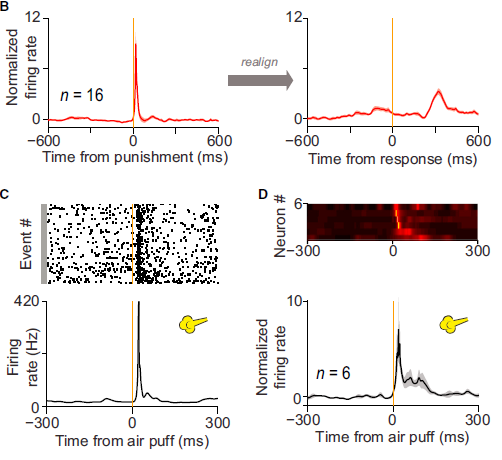 B
12
Normalized
firing rate
n = 16
0
−600
0
600
Time from punishment (ms)
realign
12
0
−600
0
600
Time from response (ms)
C
Event #
420
Firing
rate (Hz)
0
−300
0
300
Time from air puff (ms)
D
6
Neuron #
−300
0
300
10
Normalized
firing rate
n = 6
0
−300
0
300
Time from air puff (ms)